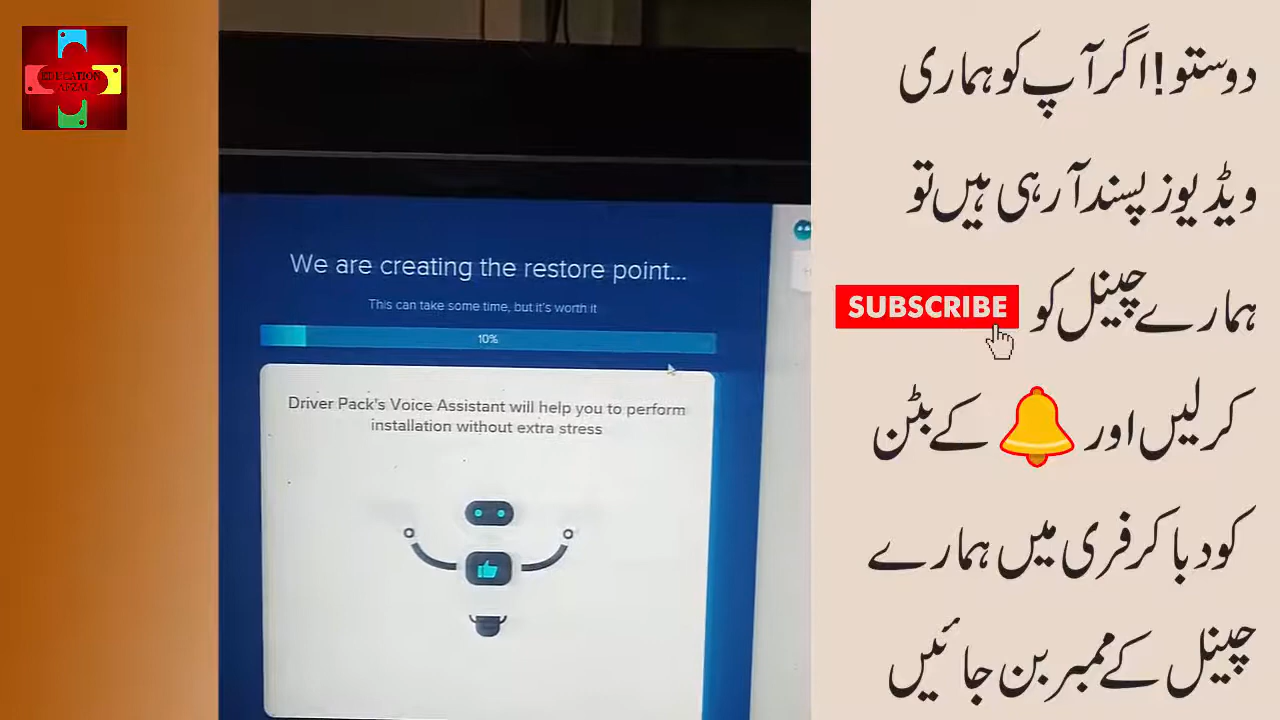 EDUCATION
AFZAL
We are creating the restore point...
This can take some time, but it's worth it
10%
Driver Pack's Voice Assistant will help you to perform
installation without extra stress
دوستو! اگر آپ کو ہماری
ویڈیوز پسند آرہی ہیں تو
ہمارے چینل کو SUBSCRIBE
کرلیں اور کے بٹن
کو دبا کر فری میں ہمارے
چینل کے ممبر بن جائیں